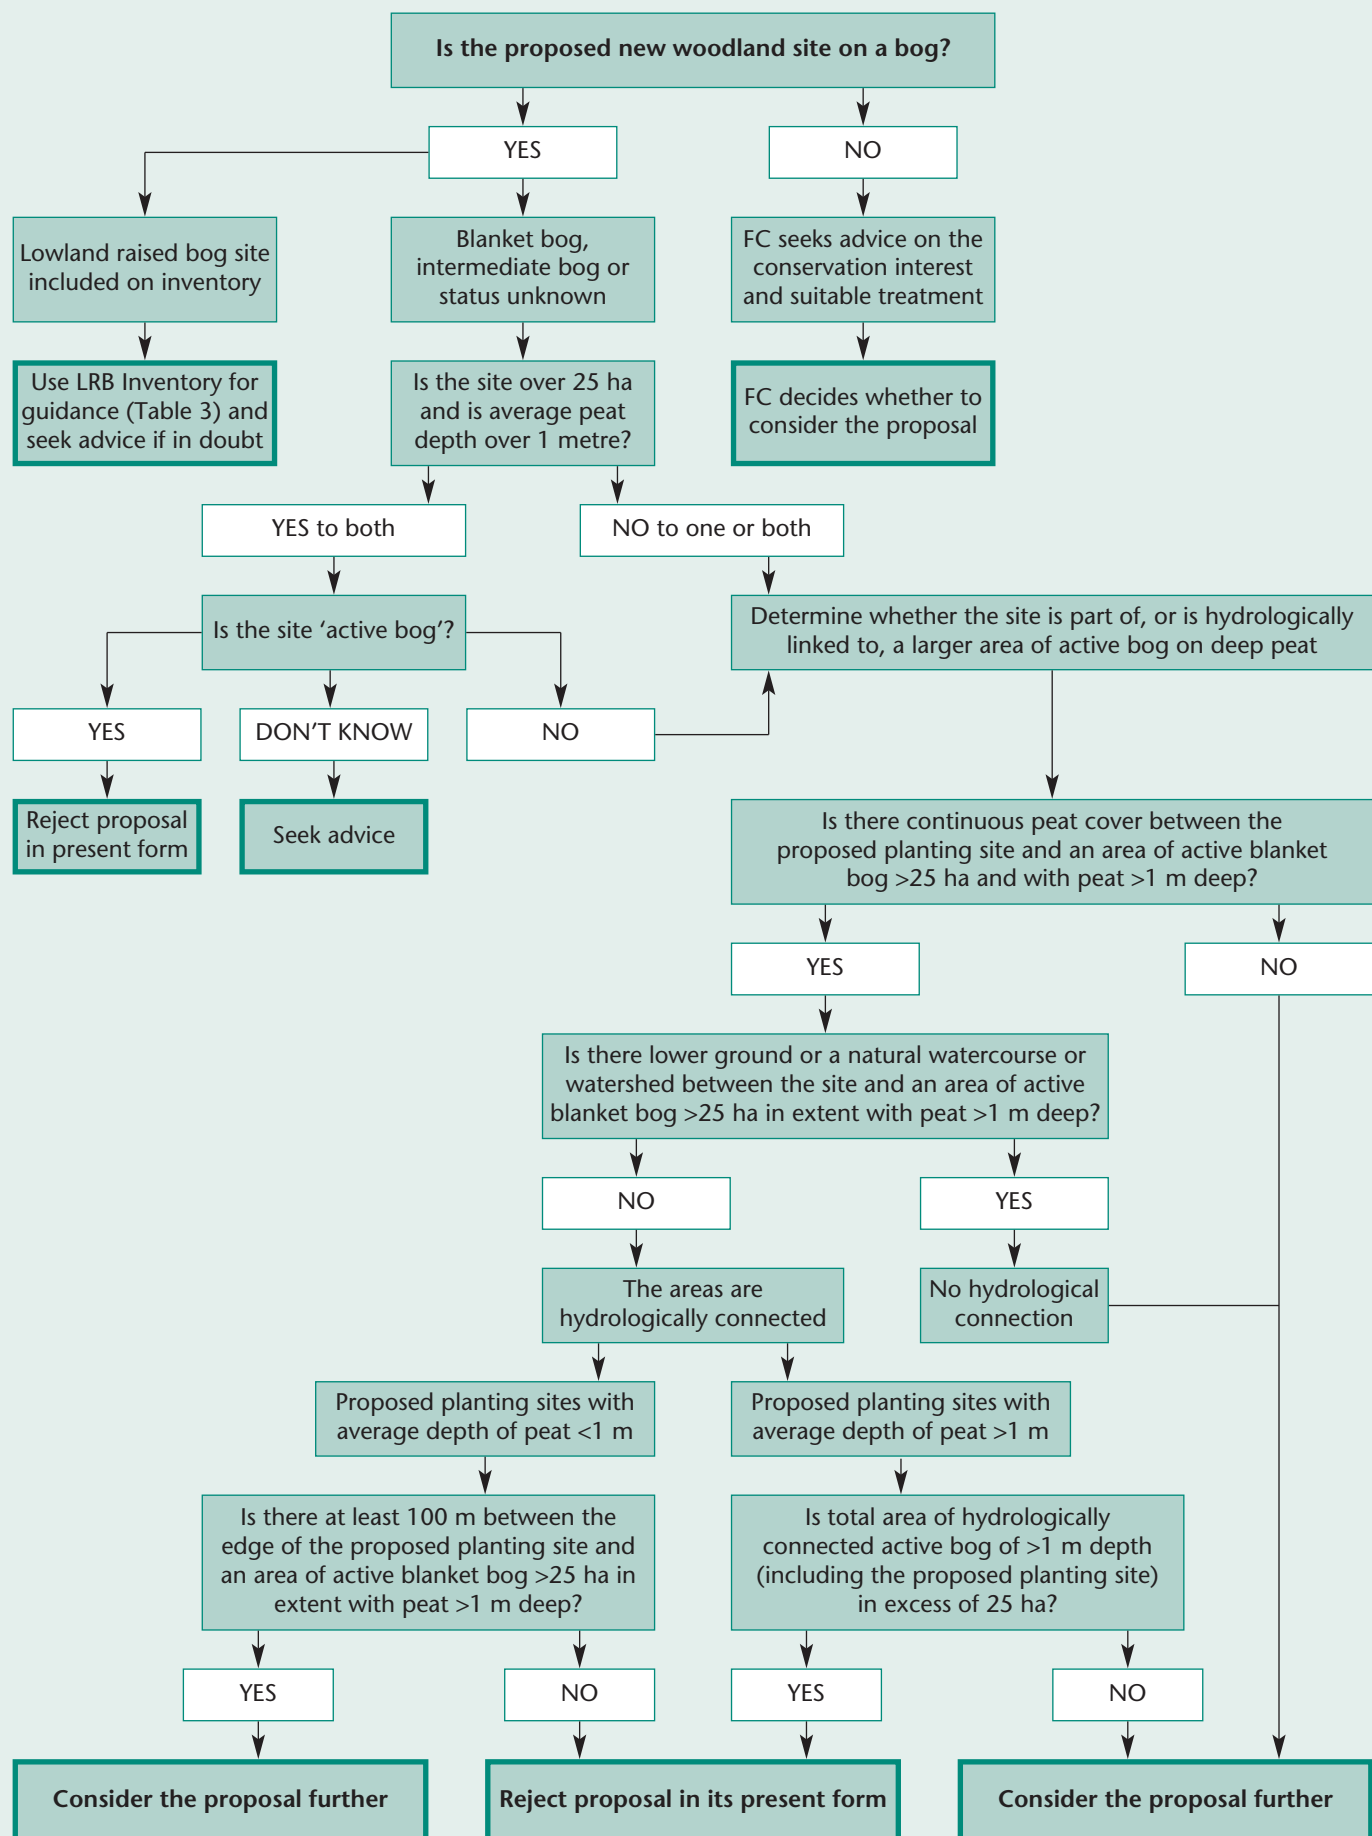 Is the proposed new woodland site on a bog?
YES
NO
Lowland raised bog site
included on inventory
Blanket bog,
intermediate bog or
status unknown
FC seeks advice on the
conservation interest
and suitable treatment
Use LRB Inventory for
guidance (Table 3) and
seek advice if in doubt
Is the site over 25 ha
and is average peat
depth over 1 metre?
FC decides whether to
consider the proposal
YES to both
NO to one or both
Is the site ‘active bog’?
Determine whether the site is part of, or is hydrologically
linked to, a larger area of active bog on deep peat
YES
DON’T KNOW
NO
Reject proposal
in present form
Seek advice
Is there continuous peat cover between the
proposed planting site and an area of active blanket
bog >25 ha and with peat >1 m deep?
YES
NO
Is there lower ground or a natural watercourse or
watershed between the site and an area of active
blanket bog >25 ha in extent with peat >1 m deep?
NO
YES
The areas are
hydrologically connected
No hydrological
connection
Proposed planting sites with
average depth of peat <1 m
Proposed planting sites with
average depth of peat >1 m
Is there at least 100 m between the
edge of the proposed planting site and
an area of active blanket bog >25 ha in
extent with peat >1 m deep?
Is total area of hydrologically
connected active bog of >1 m depth
(including the proposed planting site)
in excess of 25 ha?
YES
NO
YES
NO
Consider the proposal further
Reject proposal in its present form
Consider the proposal further